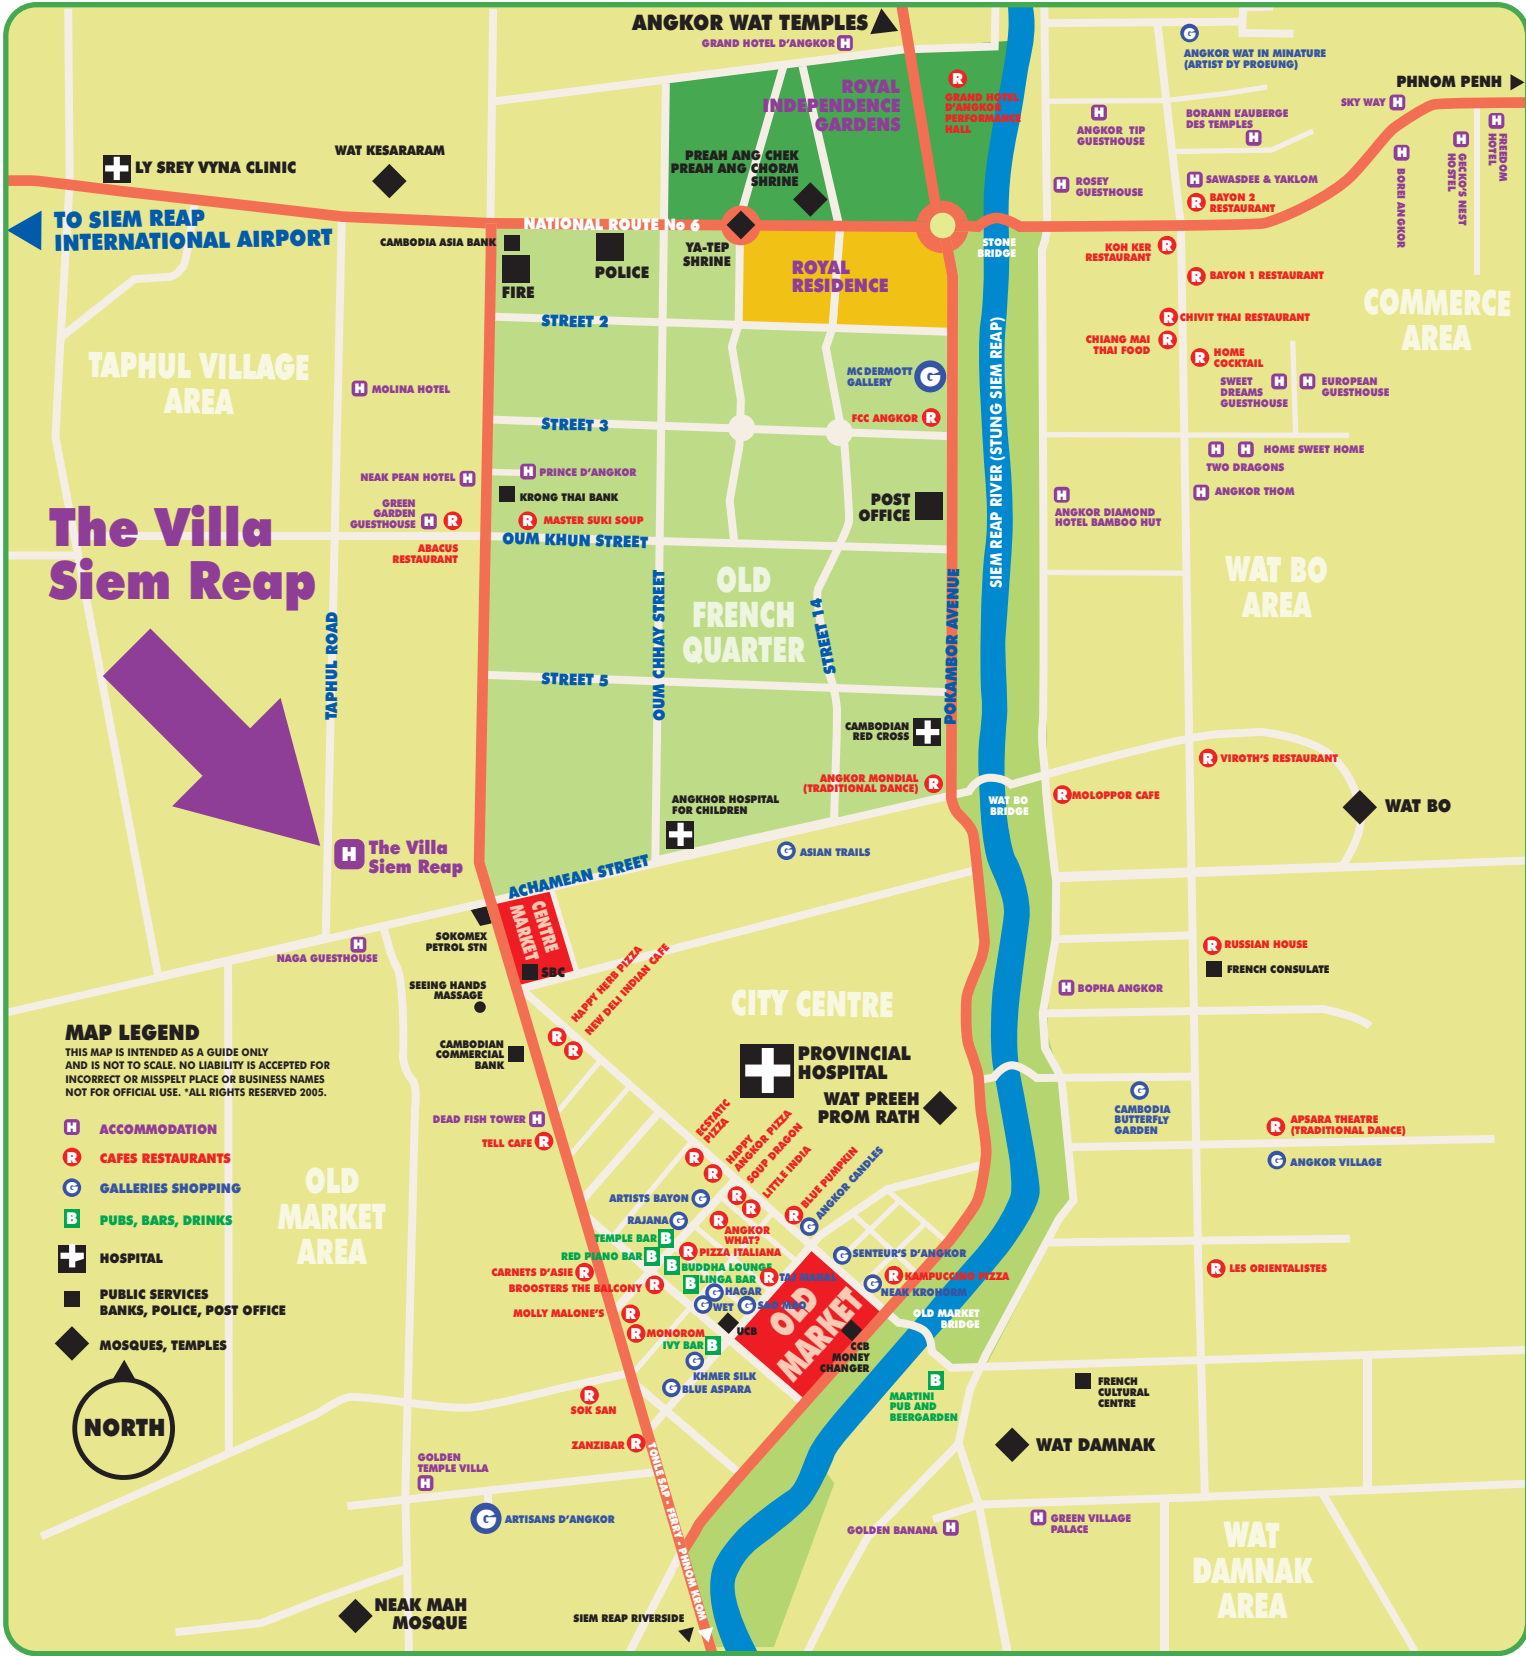 ANGKOR WAT TEMPLES
GRAND HOTEL D'ANGKOR H
G
ANGKOR WAT IN MINATURE
(ARTIST DY PROEUNG)
PHNOM PENH
ROYAL
INDEPENDENCE
GARDENS
R
GRAND HOTEL
D'ANGKOR
PERFORMANCE
HALL
SKY WAY H
H
ANGKOR TIP
GUESTHOUSE
BORANN L'AUBERGE
DES TEMPLES
H
H
FREEDOM
HOTEL
H
GECKO'S NEST
HOSTEL
H
BOREI ANGKOR
LY SREY VYNA CLINIC
WAT KESARARAM
PREAH ANG CHEK
PREAH ANG CHORM
SHRINE
H ROSEY
GUESTHOUSE
H SAWASDEE & YAKLOM
R BAYON 2
RESTAURANT
TO SIEM REAP
INTERNATIONAL AIRPORT
NATIONAL ROUTE No 6
CAMBODIA ASIA BANK
FIRE
POLICE
YA-TEP
SHRINE
ROYAL
RESIDENCE
STONE
BRIDGE
KOH KER
RESTAURANT
R
R BAYON 1 RESTAURANT
COMMERCE
AREA
R CHIVIT THAI RESTAURANT
CHIANG MAI
THAI FOOD
R
R HOME
COCKTAIL
STREET 2
TAPHUL VILLAGE
AREA
H MOLINA HOTEL
MC DERMOTT
GALLERY
G
SWEET
DREAMS
GUESTHOUSE
H
H EUROPEAN
GUESTHOUSE
STREET 3
FCC ANGKOR R
SIEM REAP RIVER (STUNG SIEM REAP)
H H HOME SWEET HOME
TWO DRAGONS
NEAK PEAN HOTEL H
H PRINCE D'ANGKOR
KRONG THAI BANK
GREEN
GARDEN
GUESTHOUSE
H R
R MASTER SUKI SOUP
POST
OFFICE
H
ANGKOR DIAMOND
HOTEL BAMBOO HUT
H ANGKOR THOM
The Villa
Siem Reap
ABACUS
RESTAURANT
OUM KHUN STREET
OLD
FRENCH
QUARTER
WAT BO
AREA
TAPHUL ROAD
OUM CHHAY STREET
STREET 14
POKAMBOR AVENUE
STREET 5
CAMBODIAN
RED CROSS
R VIROTH'S RESTAURANT
ANGKOR MONDIAL
(TRADITIONAL DANCE)
R
WAT BO
BRIDGE
R MOLOPPOR CAFE
WAT BO
ANGKHOR HOSPITAL
FOR CHILDREN
H The Villa
Siem Reap
G ASIAN TRAILS
ACHAMEAN STREET
CENTRE
MARKET
SOKOMEX
PETROL STN
H
NAGA GUESTHOUSE
SBC
HAPPY HERB PIZZA
NEW DELI INDIAN CAFE
R RUSSIAN HOUSE
FRENCH CONSULATE
SEEING HANDS
MASSAGE
H BOPHA ANGKOR
CITY CENTRE
R
R
MAP LEGEND
THIS MAP IS INTENDED AS A GUIDE ONLY
AND IS NOT TO SCALE. NO LIABILITY IS ACCEPTED FOR
INCORRECT OR MISSPELT PLACE OR BUSINESS NAMES
NOT FOR OFFICIAL USE. *ALL RIGHTS RESERVED 2005.
CAMBODIAN
COMMERCIAL
BANK
PROVINCIAL
HOSPITAL
WAT PREEH
PROM RATH
G
CAMBODIA
BUTTERFLY
GARDEN
H ACCOMMODATION
R CAFES RESTAURANTS
G GALLERIES SHOPPING
B PUBS, BARS, DRINKS
HOSPITAL
PUBLIC SERVICES
BANKS, POLICE, POST OFFICE
MOSQUES, TEMPLES
NORTH
DEAD FISH TOWER H
TELL CAFE R
R APSARA THEATRE
(TRADITIONAL DANCE)
G ANGKOR VILLAGE
ECSTATIC
PIZZA
HAPPY
ANGKOR PIZZA
SOUP DRAGON
LITTLE INDIA
BLUE PUMPKIN
ANGKOR CANDLES
R
R
R
R
R
G
OLD
MARKET
AREA
ARTISTS BAYON G
RAJANA G
R ANGKOR
WHAT?
TEMPLE BAR B
RED PIANO BAR B
R PIZZA ITALIANA
B BUDDHA LOUNGE
G SENTEUR'S D'ANGKOR
CARNETS D'ASIE R
BROOSTERS THE BALCONY R
B LINGA BAR
R TAJ MAHAL
G HAGAR
G WET
G SAO MAO
R KAMPUCCINO PIZZA
G NEAK KROHORM
R LES ORIENTALISTES
MOLLY MALONE'S R
R MONOROM
IVY BAR B
UCB
OLD
MARKET
CCB
MONEY
CHANGER
OLD MARKET
BRIDGE
G
KHMER SILK
G BLUE ASPARA
B
MARTINI
PUB AND
BEERGARDEN
FRENCH
CULTURAL
CENTRE
R
SOK SAN
ZANZIBAR R
WAT DAMNAK
TONLE SAP - FERRY - PHNOM KROM
GOLDEN
TEMPLE VILLA
H
G ARTISANS D'ANGKOR
GOLDEN BANANA H
H GREEN VILLAGE
PALACE
WAT
DAMNAK
AREA
NEAK MAH
MOSQUE
SIEM REAP RIVERSIDE